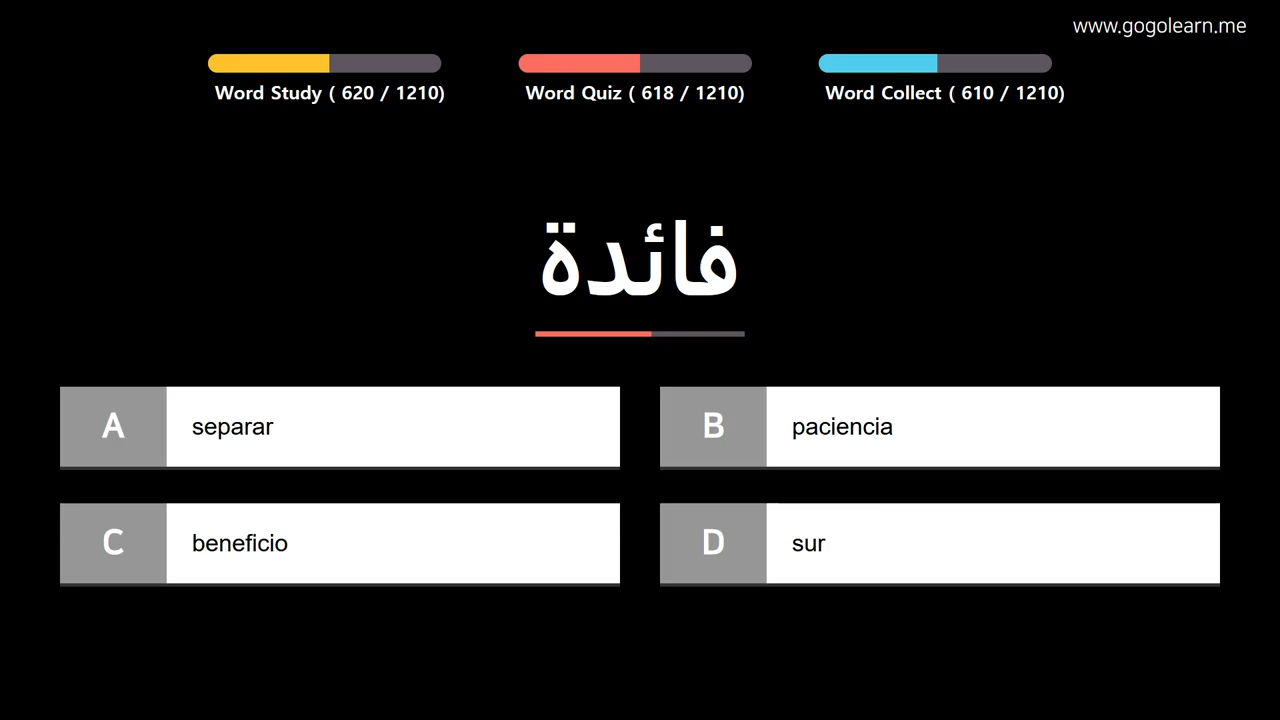 www.gogolearn.me
Word Study ( 620 / 1210)
Word Quiz ( 618 / 1210)
Word Collect ( 610 / 1210)
فائدة
A separar
B paciencia
C beneficio
D sur